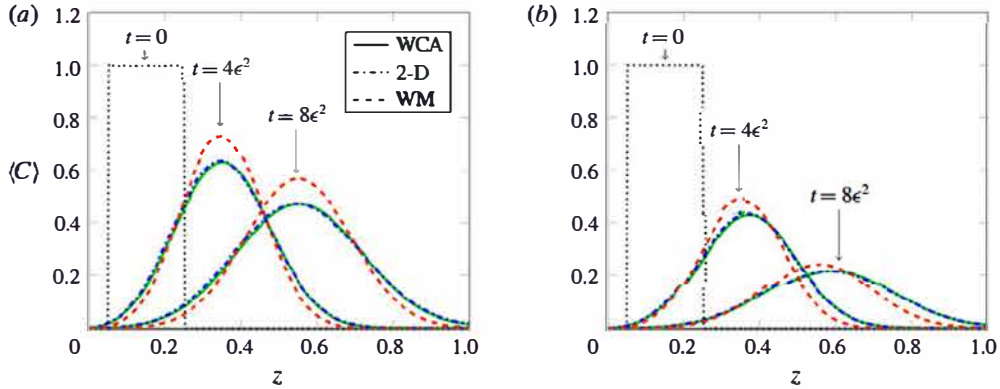 (a)
1.2
1.0
0.8
0.6
0.4
0.2
⟨C⟩
t = 0
t = 4ϵ²
t = 8ϵ²
WCA
2-D
WM
0 0.2 0.4 0.6 0.8 1.0
z
(b)
1.2
1.0
0.8
0.6
0.4
0.2
t = 0
t = 4ϵ²
t = 8ϵ²
0 0.2 0.4 0.6 0.8 1.0
z